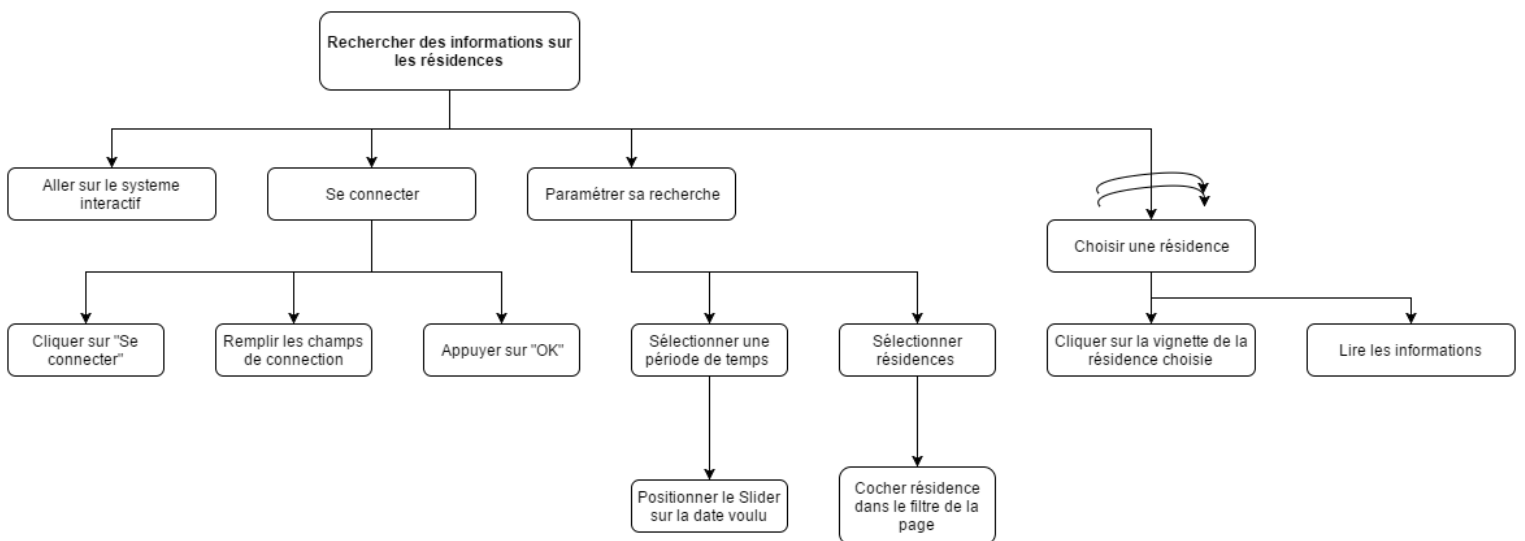 Rechercher des informations sur
les résidences
Aller sur le systeme
interactif
Se connecter
Paramétrer sa recherche
Choisir une résidence
Cliquer sur "Se
connecter"
Remplir les champs
de connection
Appuyer sur "OK"
Sélectionner une
période de temps
Sélectionner
résidences
Cliquer sur la vignette de la
résidence choisie
Lire les informations
Positionner le Slider
sur la date voulu
Cocher résidence
dans le filtre de la
page